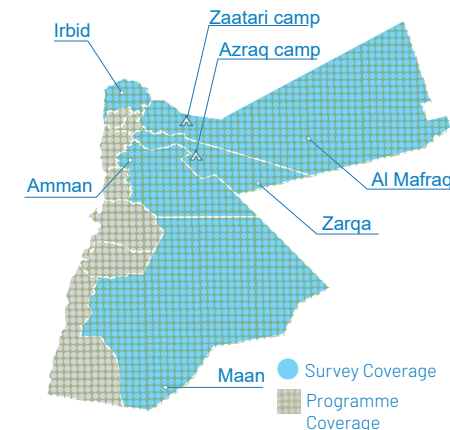 Zaatari camp
Irbid
Azraq camp
Amman
Al Mafraq
Zarqa
Maan
Survey Coverage
Programme
Coverage